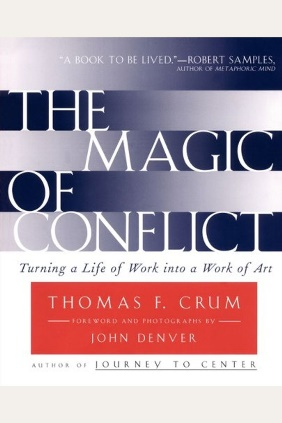 "A BOOK TO BE LIVED."—ROBERT SAMPLES,
AUTHOR OF METAPHORIC MIND
THE
MAGIC
OF
CONFLICT
Turning a Life of Work into a Work of Art
THOMAS F. CRUM
FOREWORD AND PHOTOGRAPHS BY
JOHN DENVER
AUTHOR OF JOURNEY TO CENTER